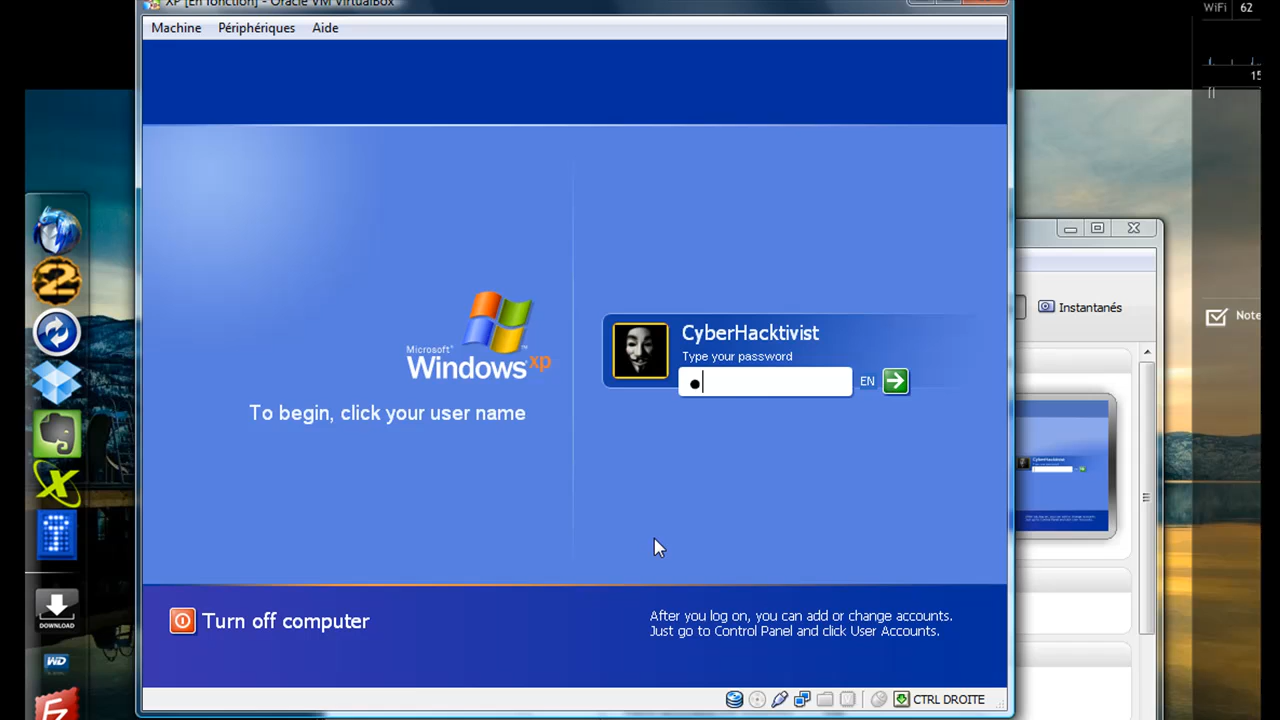 XP [En fonction] - Oracle VM VirtualBox
WiFi 62
Machine Périphériques Aide
15
Instantanés
Note
CyberHacktivist
Type your password
EN
Microsoft®
Windows xp
To begin, click your user name
Turn off computer
After you log on, you can add or change accounts.
Just go to Control Panel and click User Accounts.
DOWNLOAD
WD
CTRL DROITE